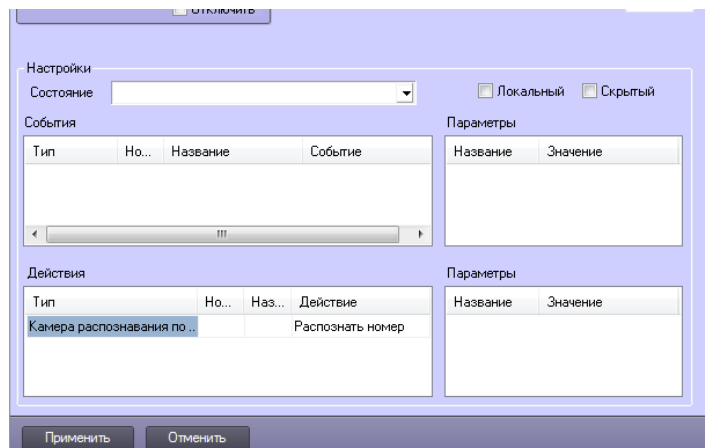 Отключить
Настройки
Состояние
Локальный
Скрытый
События
Параметры
Тип Но... Название Событие
Название Значение
Действия
Параметры
Тип Но... Наз... Действие
Название Значение
Камера распознавания по .. Распознать номер
Применить
Отменить